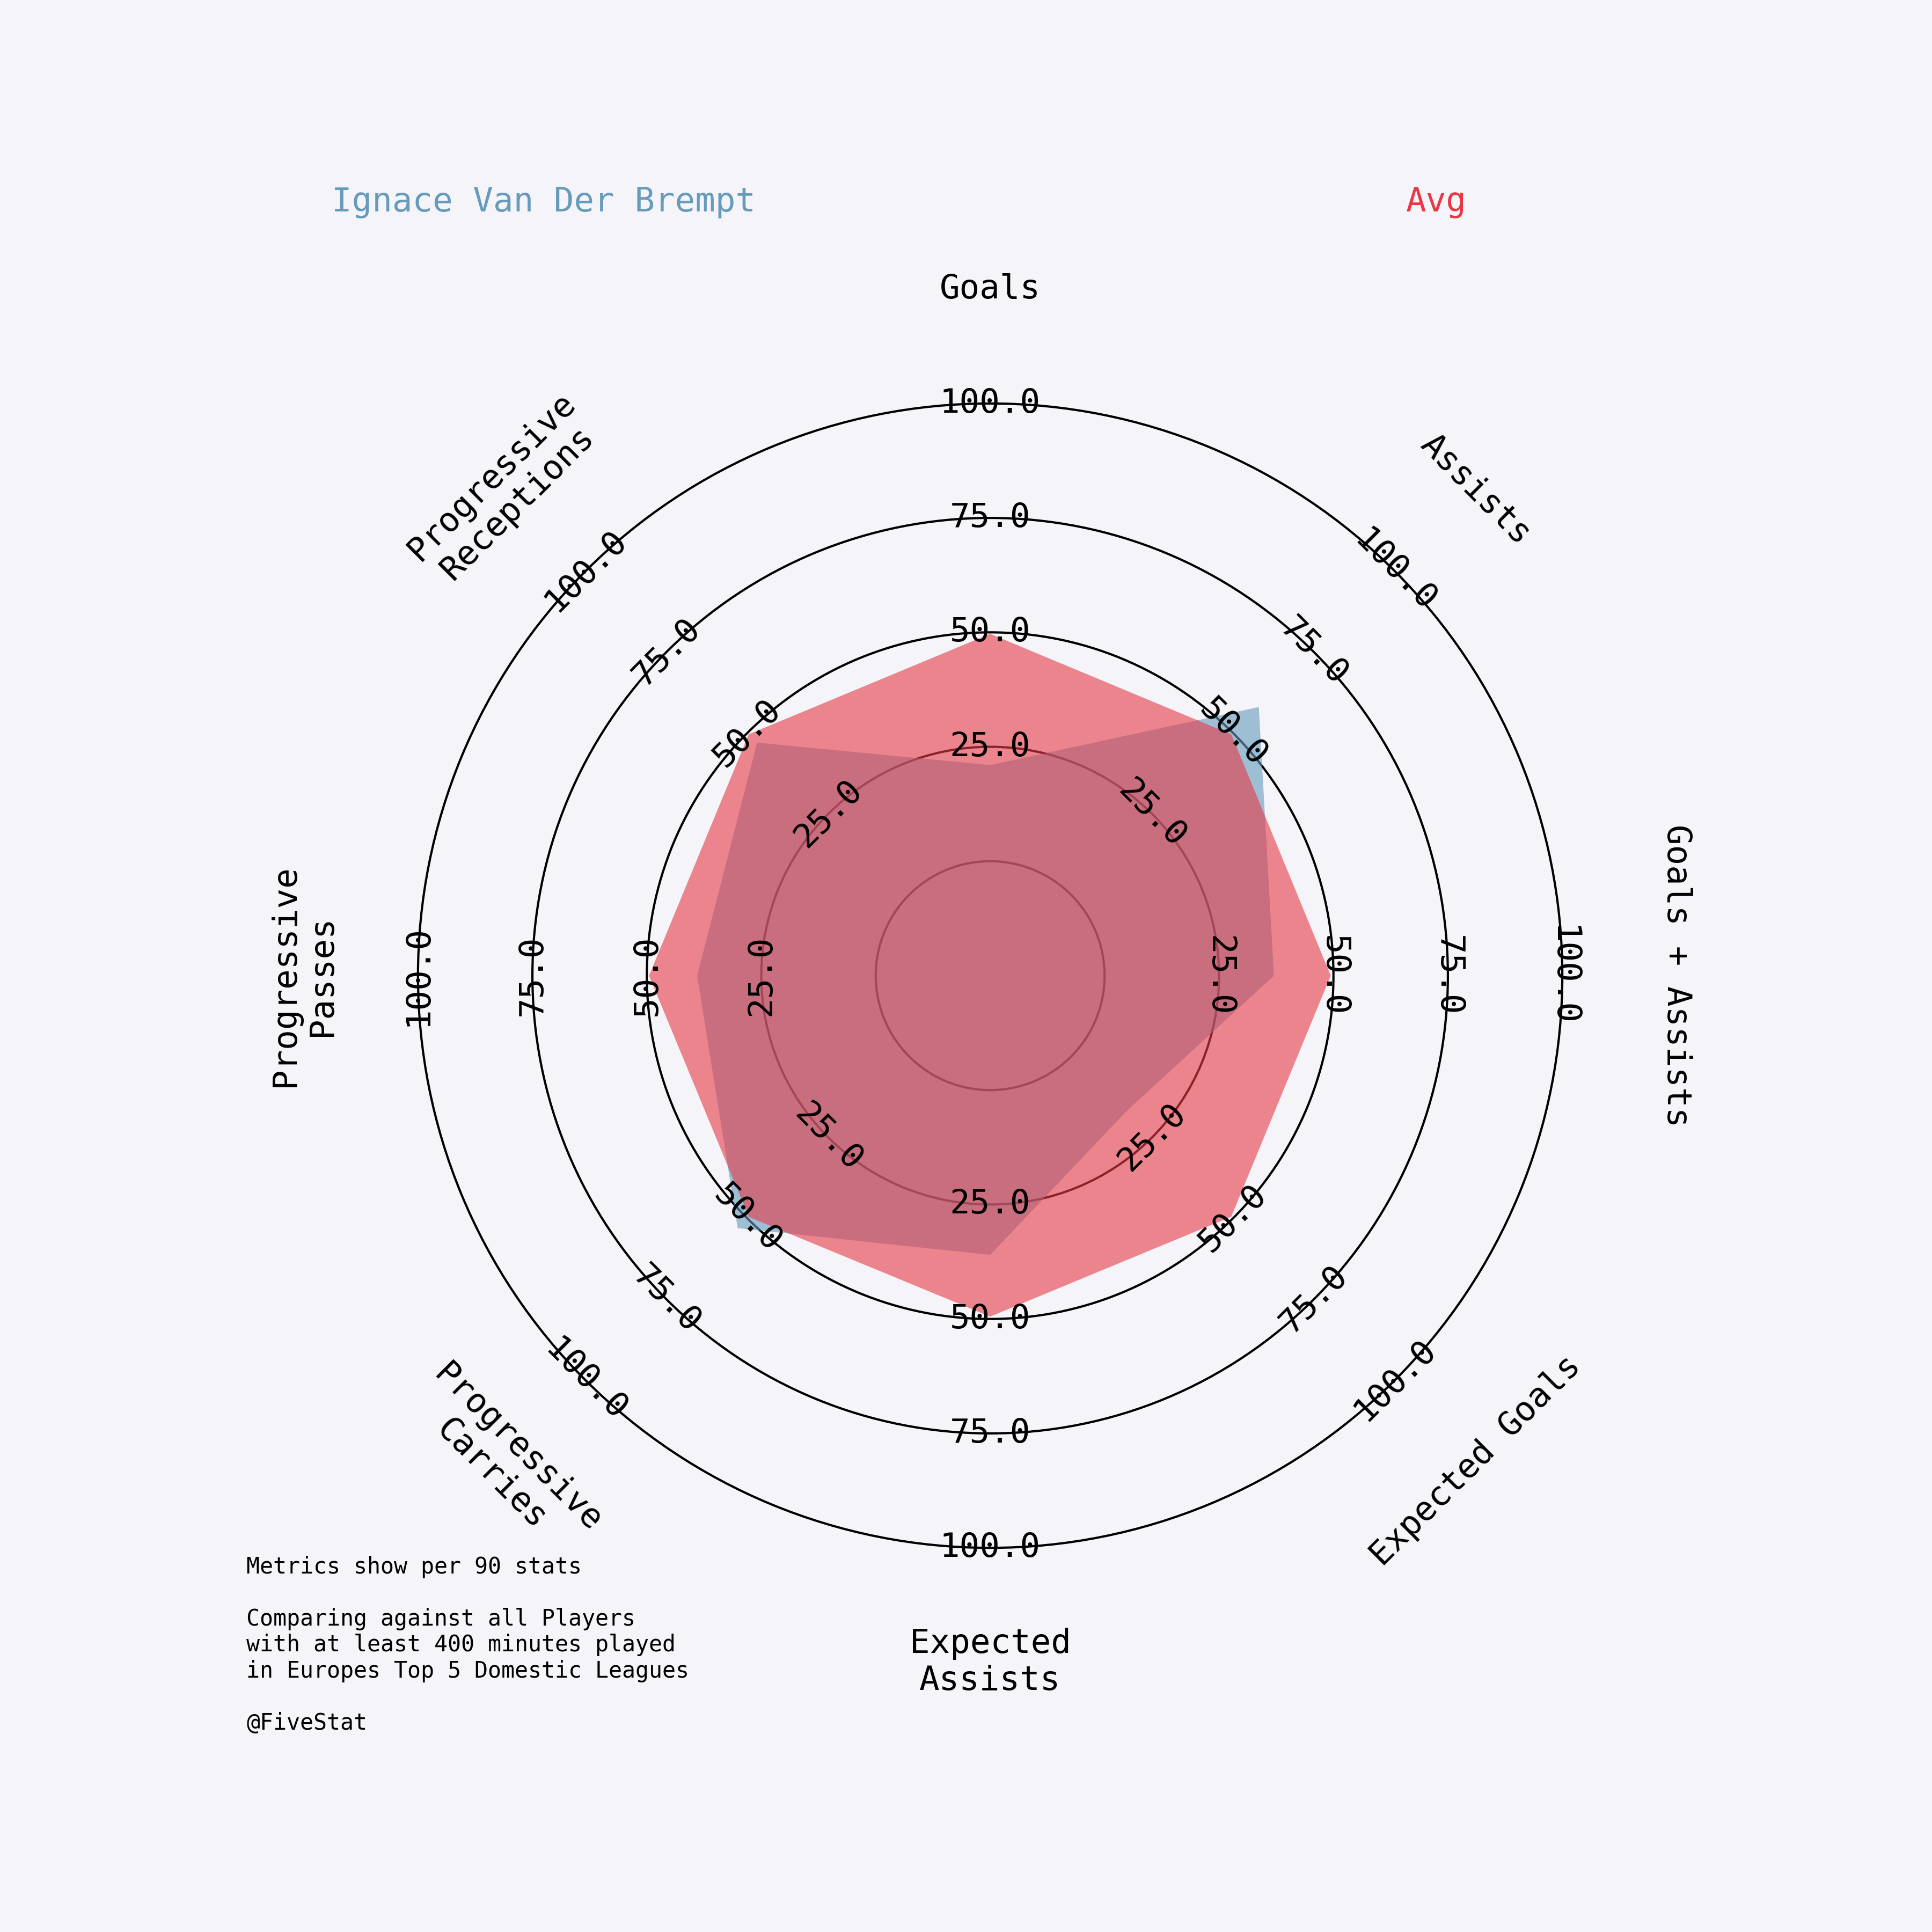 Ignace Van Der Brempt
Avg
Goals
Assists
Goals + Assists
Expected Goals
Expected
Assists
Progressive
Carries
Progressive
Passes
Progressive
Receptions
25.0
50.0
75.0
100.0
25.0
50.0
75.0
100.0
25.0
50.0
75.0
100.0
25.0
50.0
75.0
100.0
25.0
50.0
75.0
100.0
25.0
50.0
75.0
100.0
25.0
50.0
75.0
100.0
25.0
50.0
75.0
100.0
Metrics show per 90 stats
Comparing against all Players
with at least 400 minutes played
in Europes Top 5 Domestic Leagues
@FiveStat